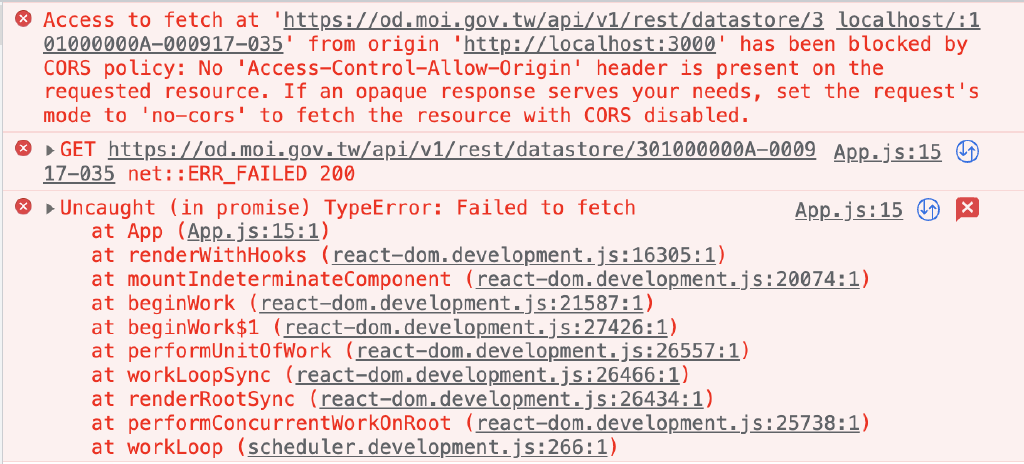 Access to fetch at 'https://od.moi.gov.tw/api/v1/rest/datastore/3 localhost/:1
01000000A-000917-035' from origin 'http://localhost:3000' has been blocked by
CORS policy: No 'Access-Control-Allow-Origin' header is present on the
requested resource. If an opaque response serves your needs, set the request's
mode to 'no-cors' to fetch the resource with CORS disabled.
▸GET https://od.moi.gov.tw/api/v1/rest/datastore/301000000A-0009 App.js:15
17-035 net::ERR_FAILED 200
▸Uncaught (in promise) TypeError: Failed to fetch App.js:15
at App (App.js:15:1)
at renderWithHooks (react-dom.development.js:16305:1)
at mountIndeterminateComponent (react-dom.development.js:20074:1)
at beginWork (react-dom.development.js:21587:1)
at beginWork$1 (react-dom.development.js:27426:1)
at performUnitOfWork (react-dom.development.js:26557:1)
at workLoopSync (react-dom.development.js:26466:1)
at renderRootSync (react-dom.development.js:26434:1)
at performConcurrentWorkOnRoot (react-dom.development.js:25738:1)
at workLoop (scheduler.development.js:266:1)